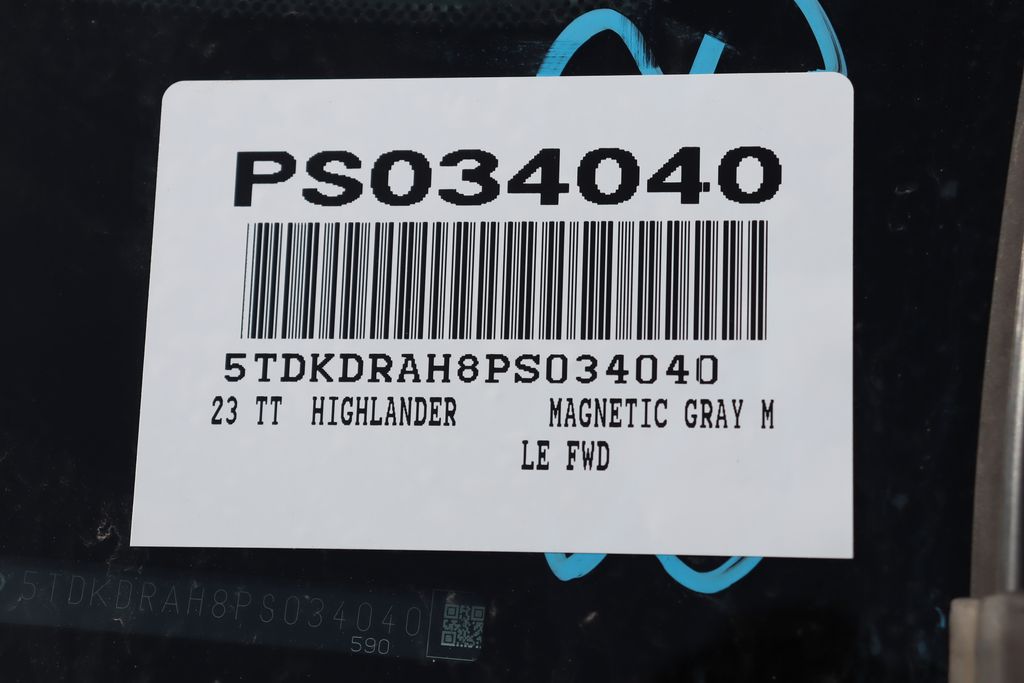 PS034040
5TDKDRAH8PS034040
23 TT HIGHLANDER MAGNETIC GRAY M
LE FWD
5TDKDRAH8PS034040
590